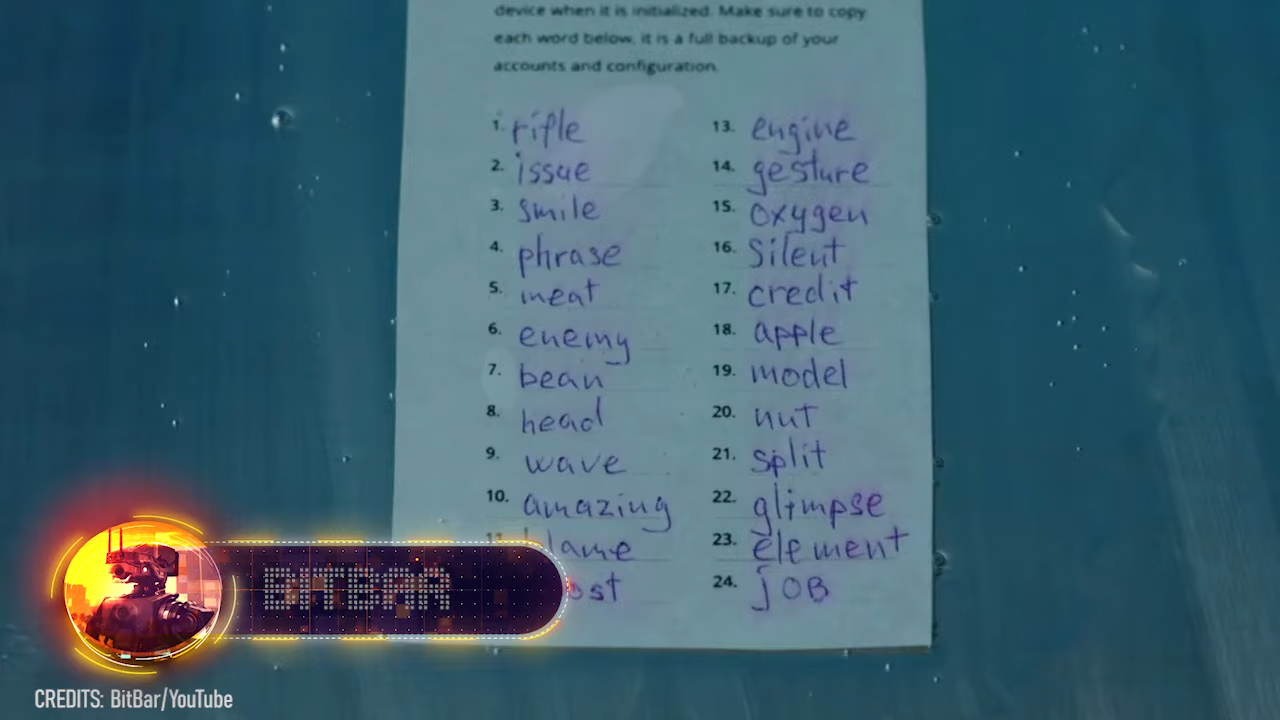 device when it is initialized. Make sure to copy
each word below, it is a full backup of your
accounts and configuration.
1. rifle
2. issue
3. smile
4. phrase
5. meat
6. enemy
7. bean
8. head
9. wave
10. amazing
13. engine
14. gesture
15. oxygen
16. silent
17. credit
18. apple
19. model
20. nut
21. split
22. glimpse
23. element
24. job
BITBAR
CREDITS: BitBar/YouTube